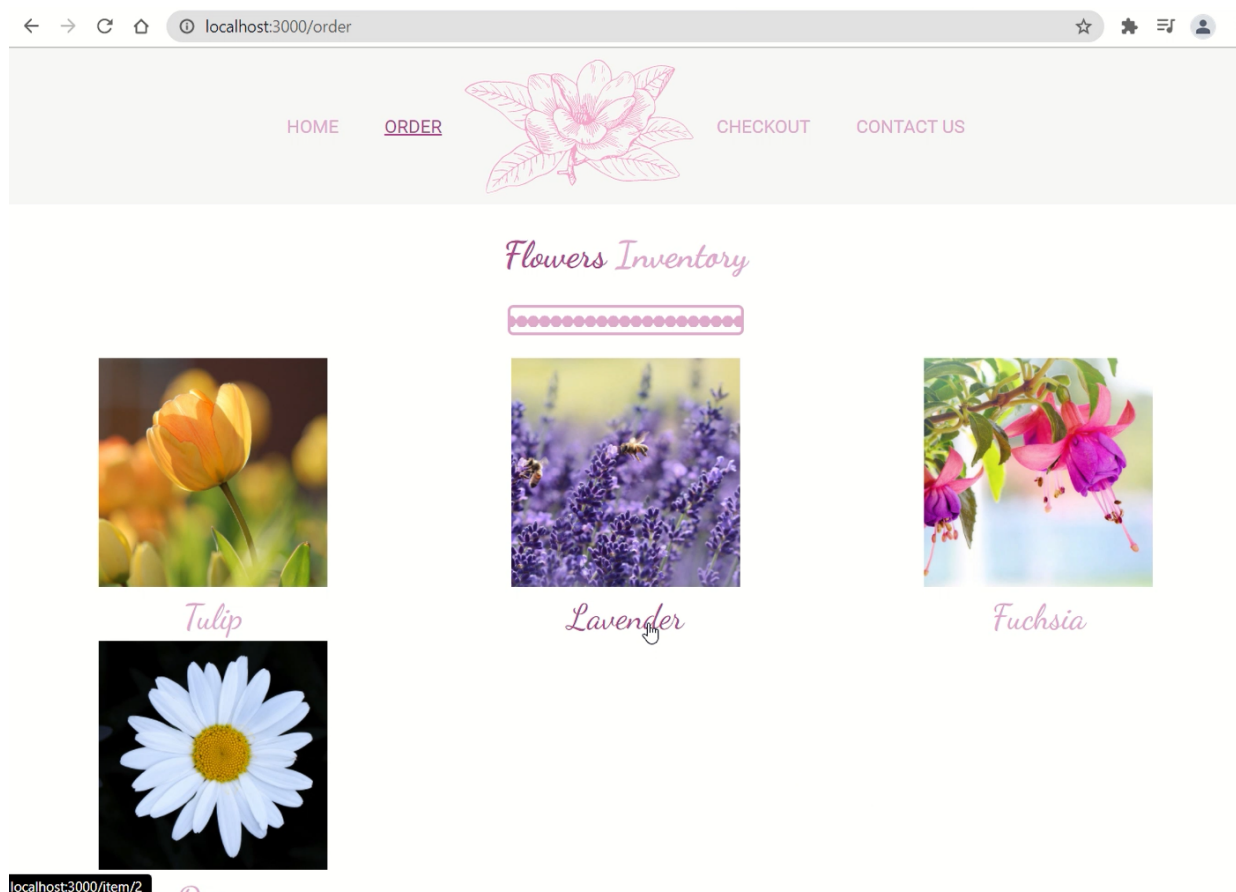 localhost:3000/order
HOME ORDER CHECKOUT CONTACT US
Flowers Inventory
Tulip Lavender Fuchsia
localhost:3000/item/2